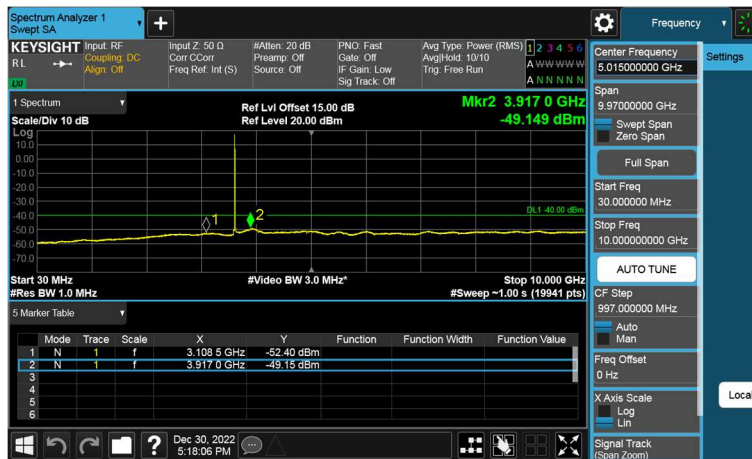 Spectrum Analyzer 1
Swept SA
Frequency
KEYSIGHT
RL
LXI
Input: RF
Coupling: DC
Align: Off
Input Z: 50 Ω
Corr CCorr
Freq Ref: Int (S)
#Atten: 20 dB
Preamp: Off
Source: Off
PNO: Fast
Gate: Off
IF Gain: Low
Sig Track: Off
Avg Type: Power (RMS)
Avg|Hold: 10/10
Trig: Free Run
1 2 3 4 5 6
A W W W W W
A N N N N N
1 Spectrum
Scale/Div 10 dB
Ref Lvl Offset 15.00 dB
Ref Level 20.00 dBm
Mkr2 3.917 0 GHz
-49.149 dBm
Log
10.0
0.00
-10.0
-20.0
-30.0
-40.0
-50.0
-60.0
-70.0
1
2
DL1 -40.00 dBm
Start 30 MHz
#Res BW 1.0 MHz
#Video BW 3.0 MHz*
Stop 10.000 GHz
#Sweep ~1.00 s (19941 pts)
5 Marker Table
Mode Trace Scale X Y Function Function Width Function Value
1 N 1 f 3.108 5 GHz -52.40 dBm
2 N 1 f 3.917 0 GHz -49.15 dBm
3
4
5
6
?
Dec 30, 2022
5:18:06 PM
Center Frequency
5.015000000 GHz
Settings
Span
9.97000000 GHz
Swept Span
Zero Span
Full Span
Start Freq
30.000000 MHz
Stop Freq
10.000000000 GHz
AUTO TUNE
CF Step
997.000000 MHz
Auto
Man
Freq Offset
0 Hz
X Axis Scale
Log
Lin
Local
Signal Track
(Span Zoom)